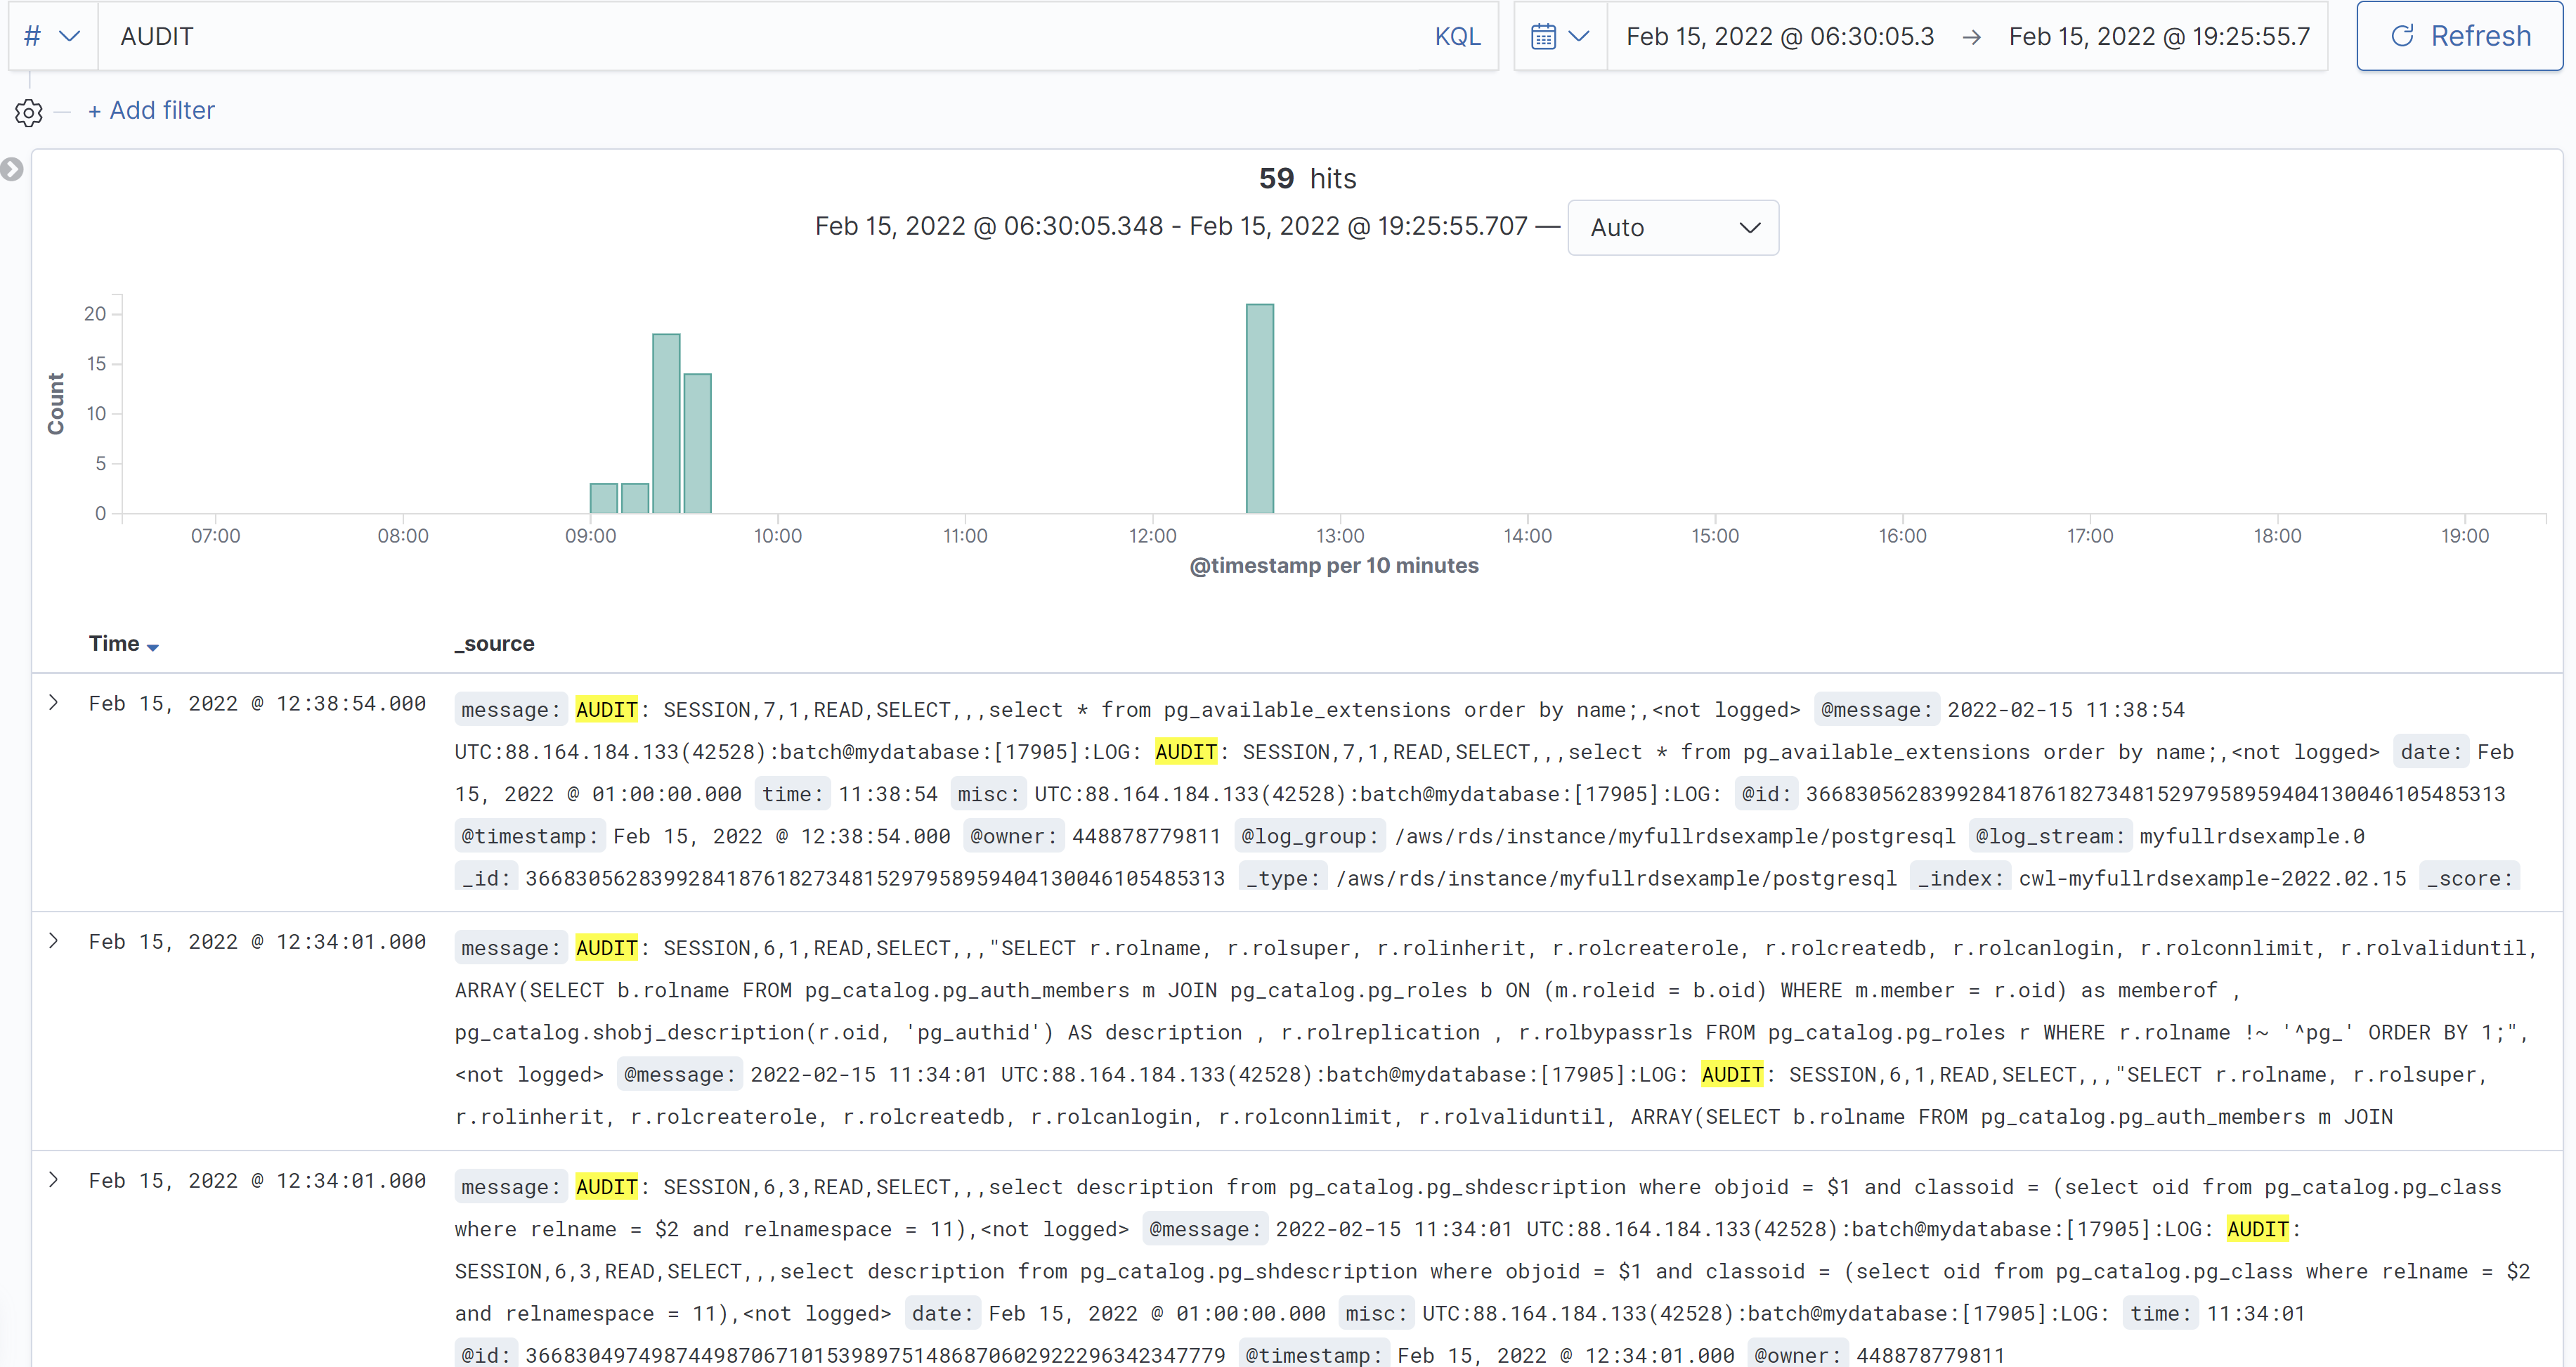 # AUDIT KQL Feb 15, 2022 @ 06:30:05.3 → Feb 15, 2022 @ 19:25:55.7 Refresh
+ Add filter
59 hits
Feb 15, 2022 @ 06:30:05.348 - Feb 15, 2022 @ 19:25:55.707 — Auto
20
15
10
5
0
Count
07:00 08:00 09:00 10:00 11:00 12:00 13:00 14:00 15:00 16:00 17:00 18:00 19:00
@timestamp per 10 minutes
Time _source
Feb 15, 2022 @ 12:38:54.000 message: AUDIT: SESSION,7,1,READ,SELECT,,,select * from pg_available_extensions order by name;,<not logged> @message: 2022-02-15 11:38:54
UTC:88.164.184.133(42528):batch@mydatabase:[17905]:LOG: AUDIT: SESSION,7,1,READ,SELECT,,,select * from pg_available_extensions order by name;,<not logged> date: Feb
15, 2022 @ 01:00:00.000 time: 11:38:54 misc: UTC:88.164.184.133(42528):batch@mydatabase:[17905]:LOG: @id: 36683056283992841876182734815297958959404130046105485313
@timestamp: Feb 15, 2022 @ 12:38:54.000 @owner: 448878779811 @log_group: /aws/rds/instance/myfullrdsexample/postgresql @log_stream: myfullrdsexample.0
_id: 36683056283992841876182734815297958959404130046105485313 _type: /aws/rds/instance/myfullrdsexample/postgresql _index: cwl-myfullrdsexample-2022.02.15 _score:
Feb 15, 2022 @ 12:34:01.000 message: AUDIT: SESSION,6,1,READ,SELECT,,,"SELECT r.rolname, r.rolsuper, r.rolinherit, r.rolcreaterole, r.rolcreatedb, r.rolcanlogin, r.rolconnlimit, r.rolvaliduntil,
ARRAY(SELECT b.rolname FROM pg_catalog.pg_auth_members m JOIN pg_catalog.pg_roles b ON (m.roleid = b.oid) WHERE m.member = r.oid) as memberof ,
pg_catalog.shobj_description(r.oid, 'pg_authid') AS description , r.rolreplication , r.rolbypassrls FROM pg_catalog.pg_roles r WHERE r.rolname !~ '^pg_' ORDER BY 1;",
<not logged> @message: 2022-02-15 11:34:01 UTC:88.164.184.133(42528):batch@mydatabase:[17905]:LOG: AUDIT: SESSION,6,1,READ,SELECT,,,"SELECT r.rolname, r.rolsuper,
r.rolinherit, r.rolcreaterole, r.rolcreatedb, r.rolcanlogin, r.rolconnlimit, r.rolvaliduntil, ARRAY(SELECT b.rolname FROM pg_catalog.pg_auth_members m JOIN
Feb 15, 2022 @ 12:34:01.000 message: AUDIT: SESSION,6,3,READ,SELECT,,,select description from pg_catalog.pg_shdescription where objoid = $1 and classoid = (select oid from pg_catalog.pg_class
where relname = $2 and relnamespace = 11),<not logged> @message: 2022-02-15 11:34:01 UTC:88.164.184.133(42528):batch@mydatabase:[17905]:LOG: AUDIT:
SESSION,6,3,READ,SELECT,,,select description from pg_catalog.pg_shdescription where objoid = $1 and classoid = (select oid from pg_catalog.pg_class where relname = $2
and relnamespace = 11),<not logged> date: Feb 15, 2022 @ 01:00:00.000 misc: UTC:88.164.184.133(42528):batch@mydatabase:[17905]:LOG: time: 11:34:01
@id: 36683049749874498706710153989751486870602922296342347779 @timestamp: Feb 15, 2022 @ 12:34:01.000 @owner: 448878779811